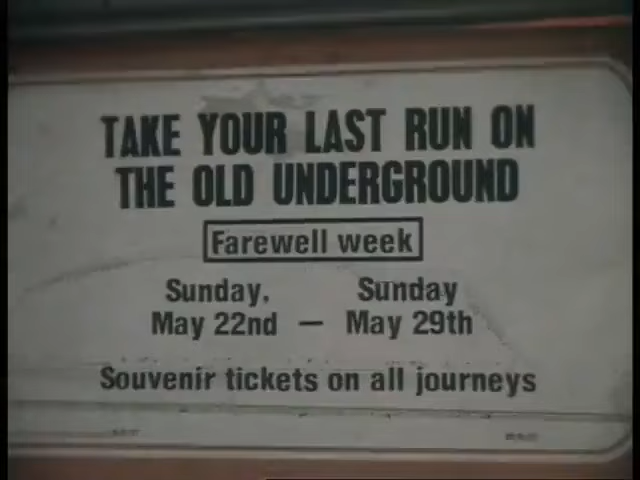 TAKE YOUR LAST RUN ON
THE OLD UNDERGROUND
Farewell week
Sunday, Sunday
May 22nd — May 29th
Souvenir tickets on all journeys